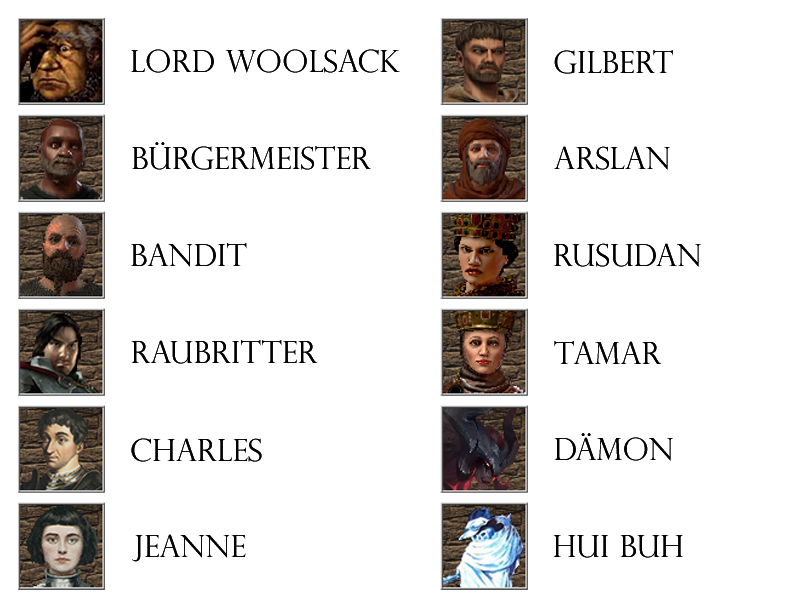 LORD WOOLSACK
BÜRGERMEISTER
BANDIT
RAUBRITTER
CHARLES
JEANNE
GILBERT
ARSLAN
RUSUDAN
TAMAR
DÄMON
HUI BUH